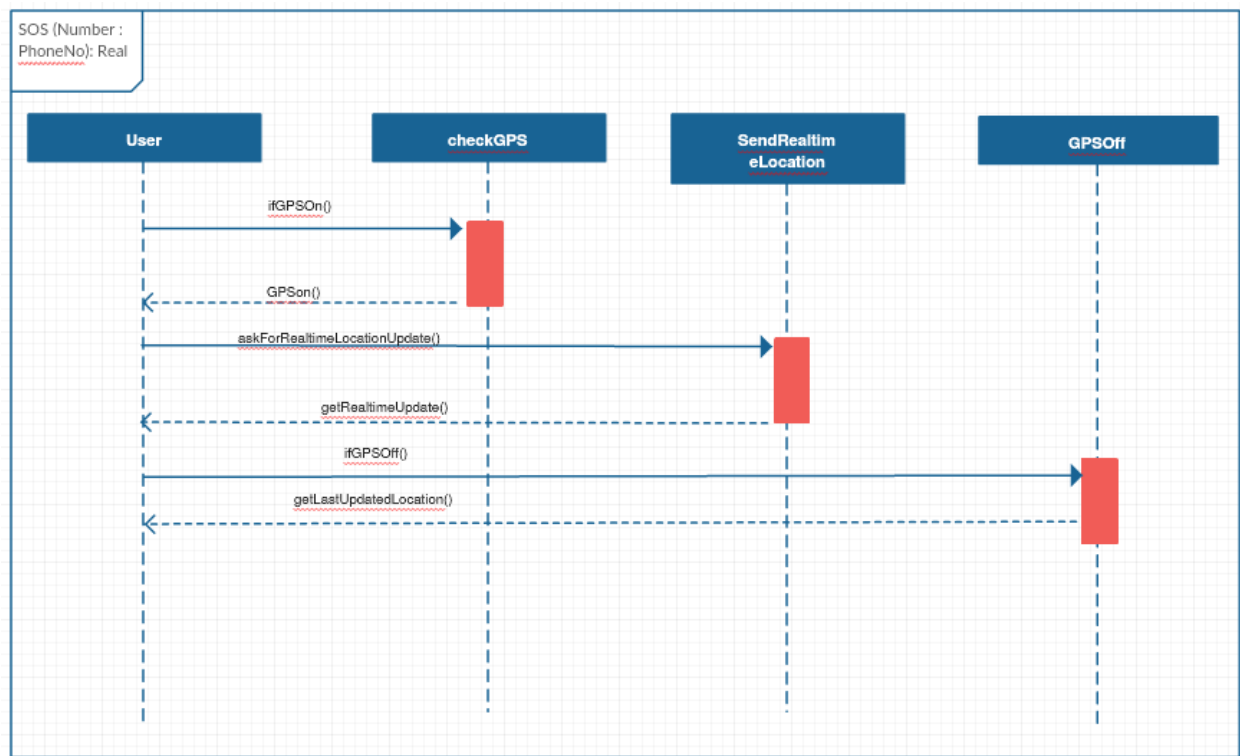 SOS (Number :
PhoneNo): Real
User
checkGPS
SendRealtim
eLocation
GPSOff
ifGPSOn()
GPSon()
askForRealtimeLocationUpdate()
getRealtimeUpdate()
ifGPSOff()
getLastUpdatedLocation()